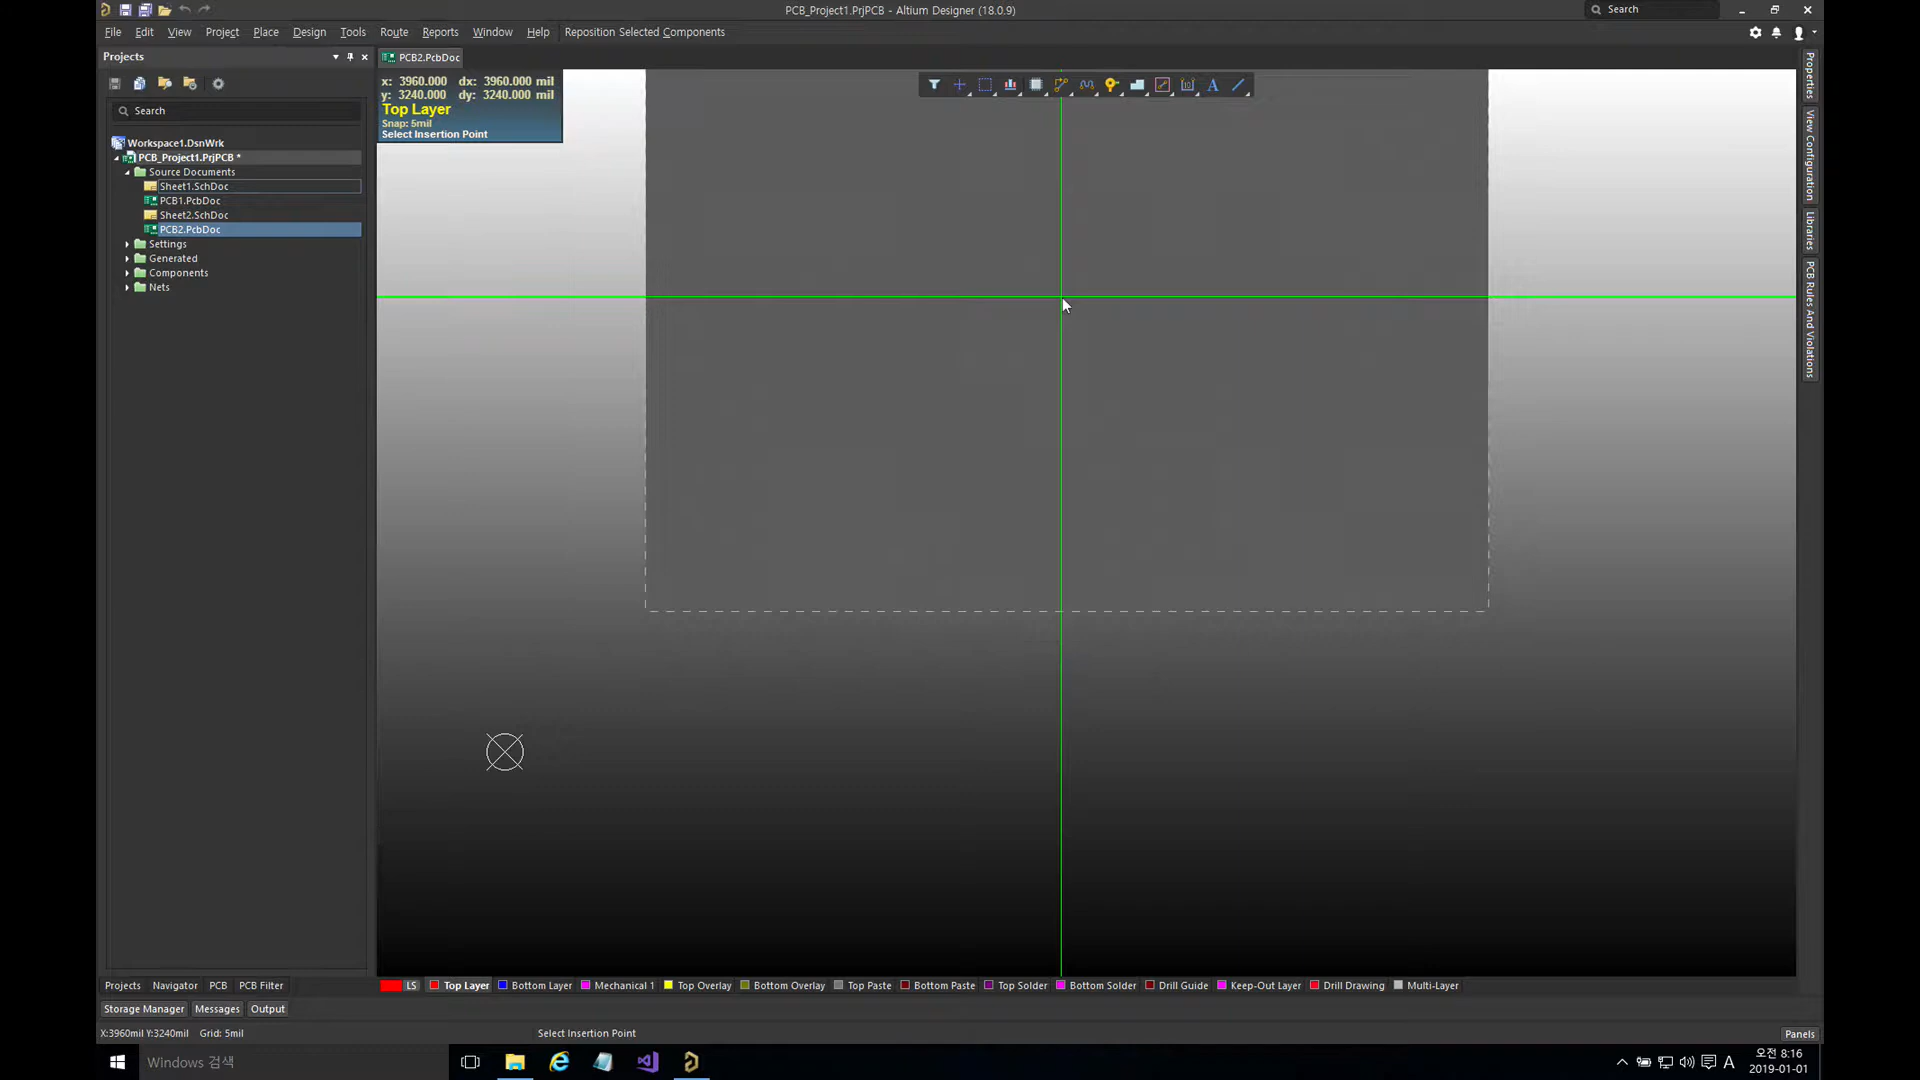 PCB_Project1.PrjPCB - Altium Designer (18.0.9)
Search
File Edit View Project Place Design Tools Route Reports Window Help Reposition Selected Components
Projects
PCB2.PcbDoc
x: 3960.000 dx: 3960.000 mil
y: 3240.000 dy: 3240.000 mil
Top Layer
Snap: 5mil
Select Insertion Point
Search
Workspace1.DsnWrk
PCB_Project1.PrjPCB *
Source Documents
Sheet1.SchDoc
PCB1.PcbDoc
Sheet2.SchDoc
PCB2.PcbDoc
Settings
Generated
Components
Nets
Properties
View Configuration
Libraries
PCB Rules And Violations
Projects Navigator PCB PCB Filter
LS Top Layer Bottom Layer Mechanical 1 Top Overlay Bottom Overlay Top Paste Bottom Paste Top Solder Bottom Solder Drill Guide Keep-Out Layer Drill Drawing Multi-Layer
Storage Manager Messages Output
X:3960mil Y:3240mil Grid: 5mil Select Insertion Point Panels
Windows 검색
A
오전 8:16
2019-01-01